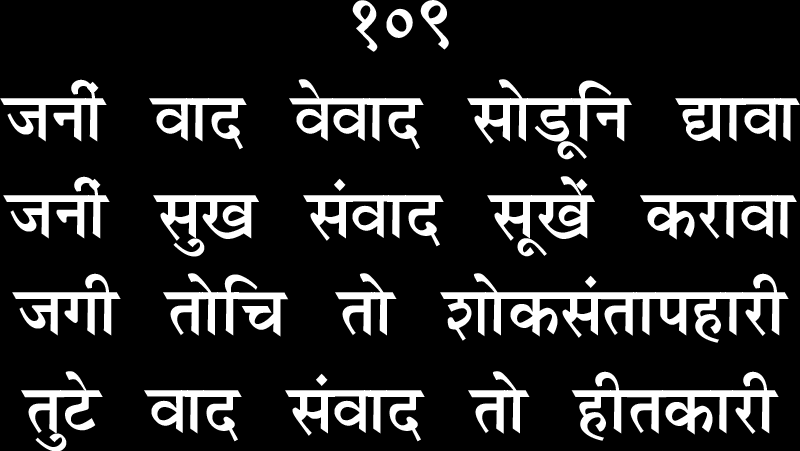 १०९
जनीं वाद वेवाद सोडूनि द्यावा
जनीं सुख संवाद सूखें करावा
जगी तोचि तो शोकसंतापहारी
तुटे वाद संवाद तो हीतकारी